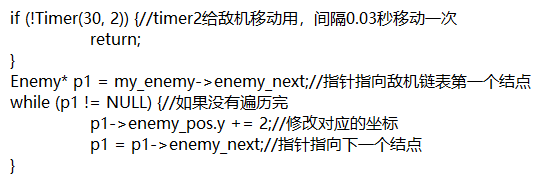 if (!Timer(30, 2)) {//timer2给敌机移动用，间隔0.03秒移动一次
return;
}
Enemy* p1 = my_enemy->enemy_next;//指针指向敌机链表第一个结点
while (p1 != NULL) {//如果没有遍历完
p1->enemy_pos.y += 2;//修改对应的坐标
p1 = p1->enemy_next;//指针指向下一个结点
}